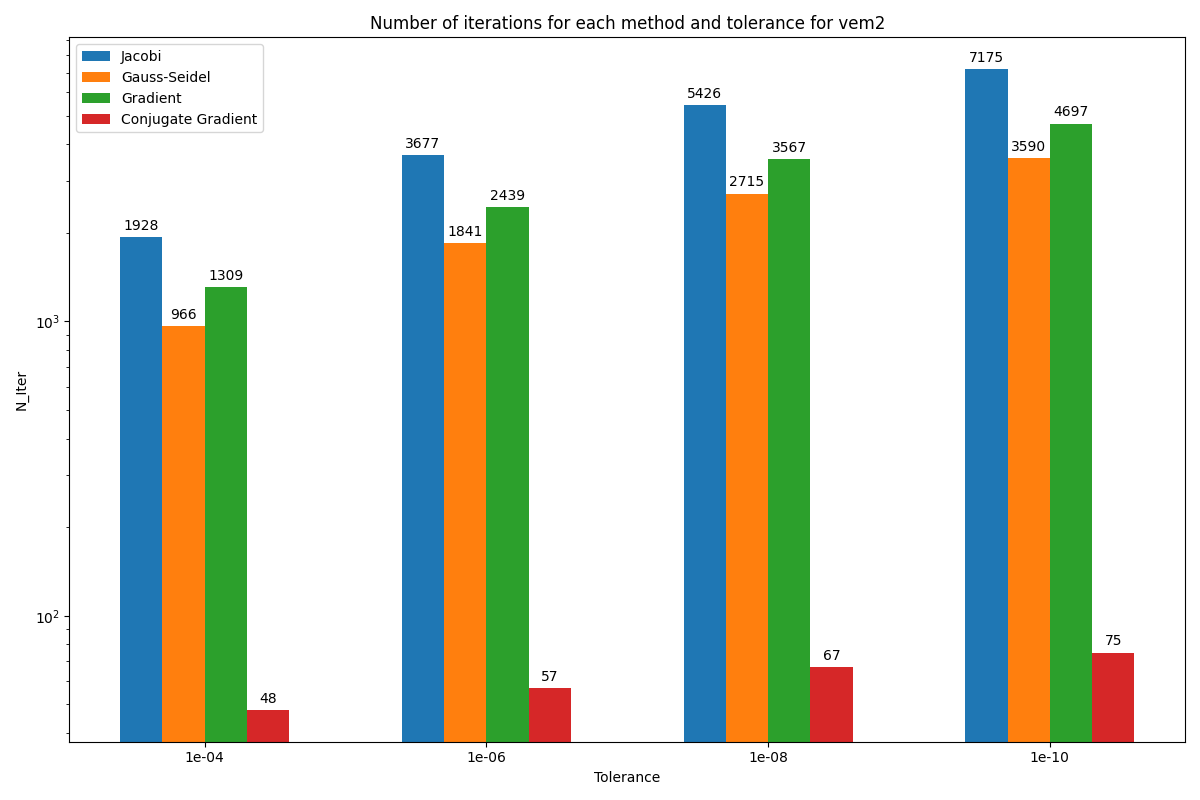 Number of iterations for each method and tolerance for vem2
Jacobi
Gauss-Seidel
Gradient
Conjugate Gradient
N_Iter
10³
10²
1928
966
1309
48
3677
1841
2439
57
5426
2715
3567
67
7175
3590
4697
75
1e-04
1e-06
1e-08
1e-10
Tolerance